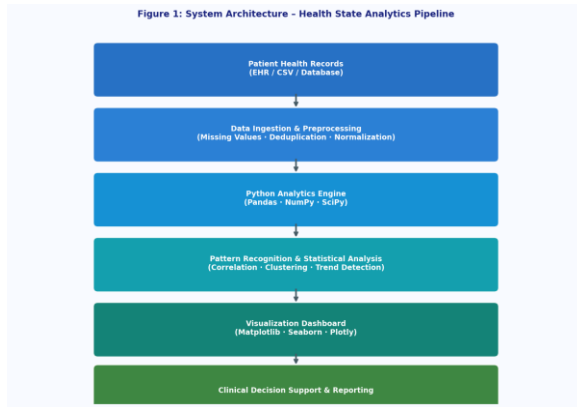 Figure 1: System Architecture – Health State Analytics Pipeline
Patient Health Records
(EHR / CSV / Database)
Data Ingestion & Preprocessing
(Missing Values · Deduplication · Normalization)
Python Analytics Engine
(Pandas · NumPy · SciPy)
Pattern Recognition & Statistical Analysis
(Correlation · Clustering · Trend Detection)
Visualization Dashboard
(Matplotlib · Seaborn · Plotly)
Clinical Decision Support & Reporting